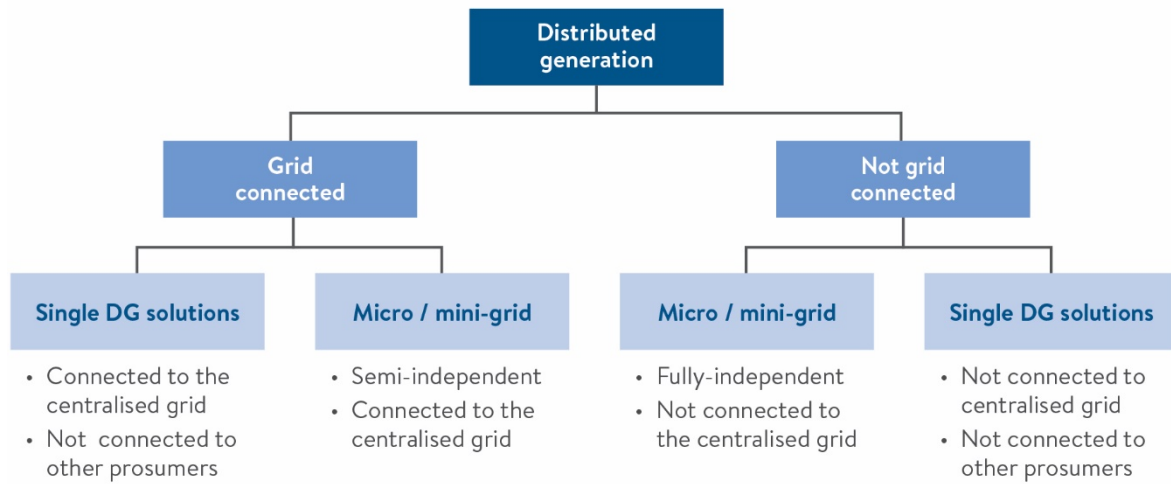 Distributed
generation
Grid
connected
Not grid
connected
Single DG solutions
• Connected to the
centralised grid
• Not connected to
other prosumers
Micro / mini-grid
• Semi-independent
• Connected to the
centralised grid
Micro / mini-grid
• Fully-independent
• Not connected to
the centralised grid
Single DG solutions
• Not connected to
centralised grid
• Not connected to
other prosumers